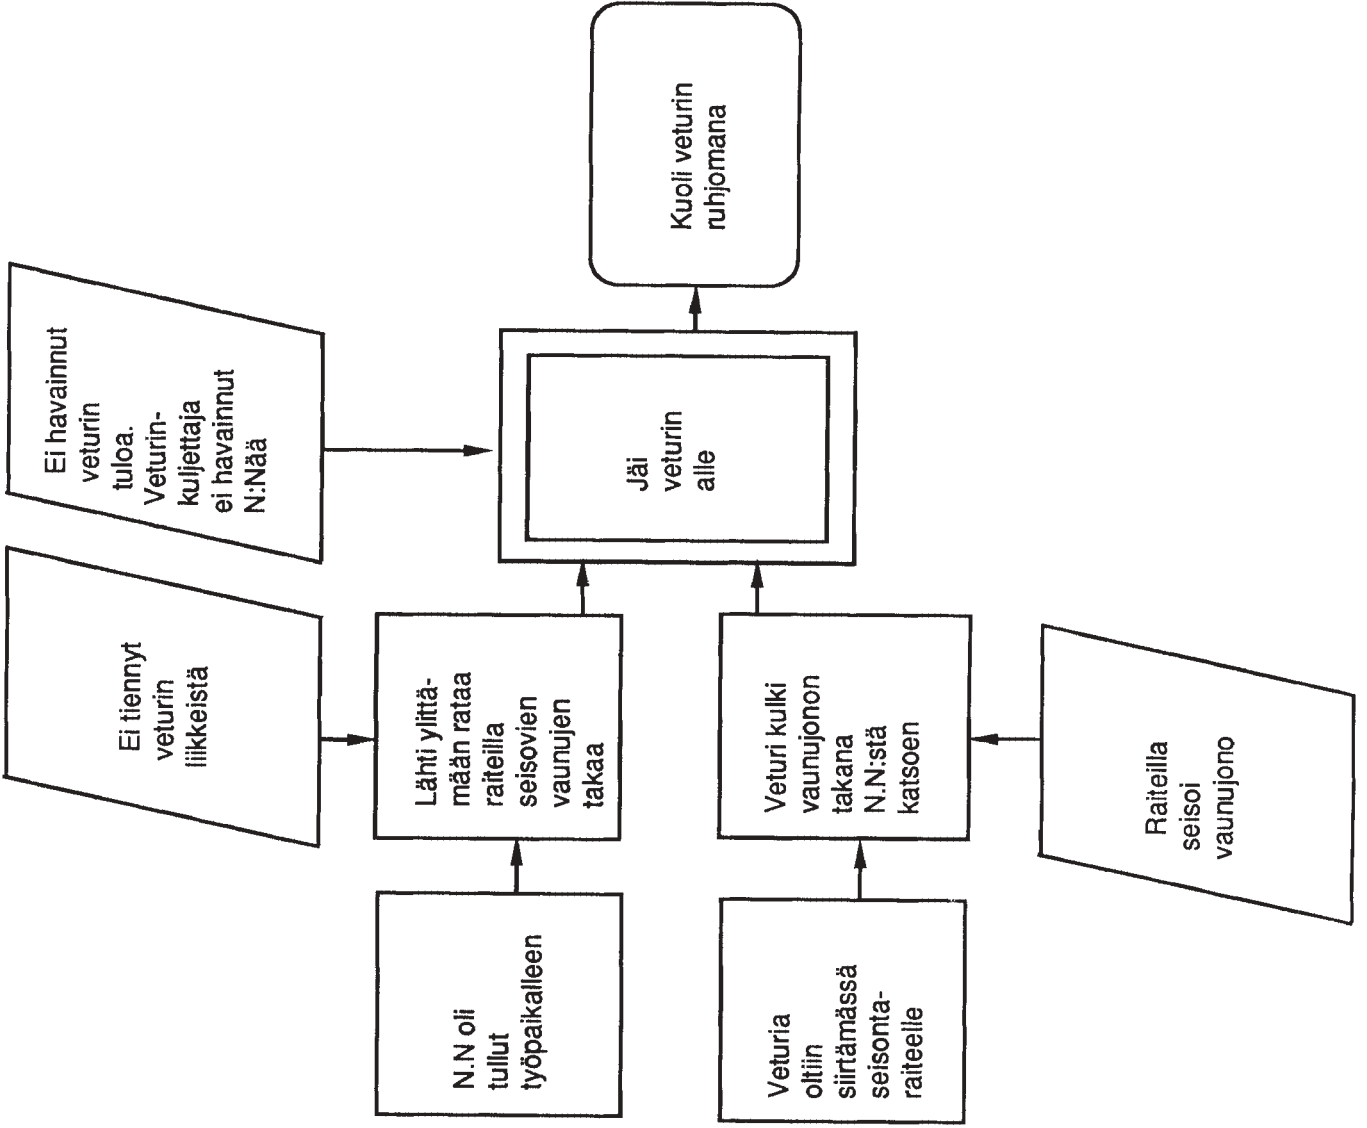 Ei havainnut
veturin
tuloa.
Veturin-
kuljettaja
ei havainnut
N:Nää
Ei tiennyt
veturin
liikkeistä
N.N oli
tullut
työpaikalleen
Lähti ylittä-
mään rataa
raiteilla
seisovien
vaunujen
takaa
Jäi
veturin
alle
Kuoli veturin
ruhjomana
Veturia
oltiin
siirtämässä
seisonta-
raiteelle
Veturi kulki
vaunujonon
takana
N.N:stä
katsoen
Raiteilla
seisoi
vaunujono